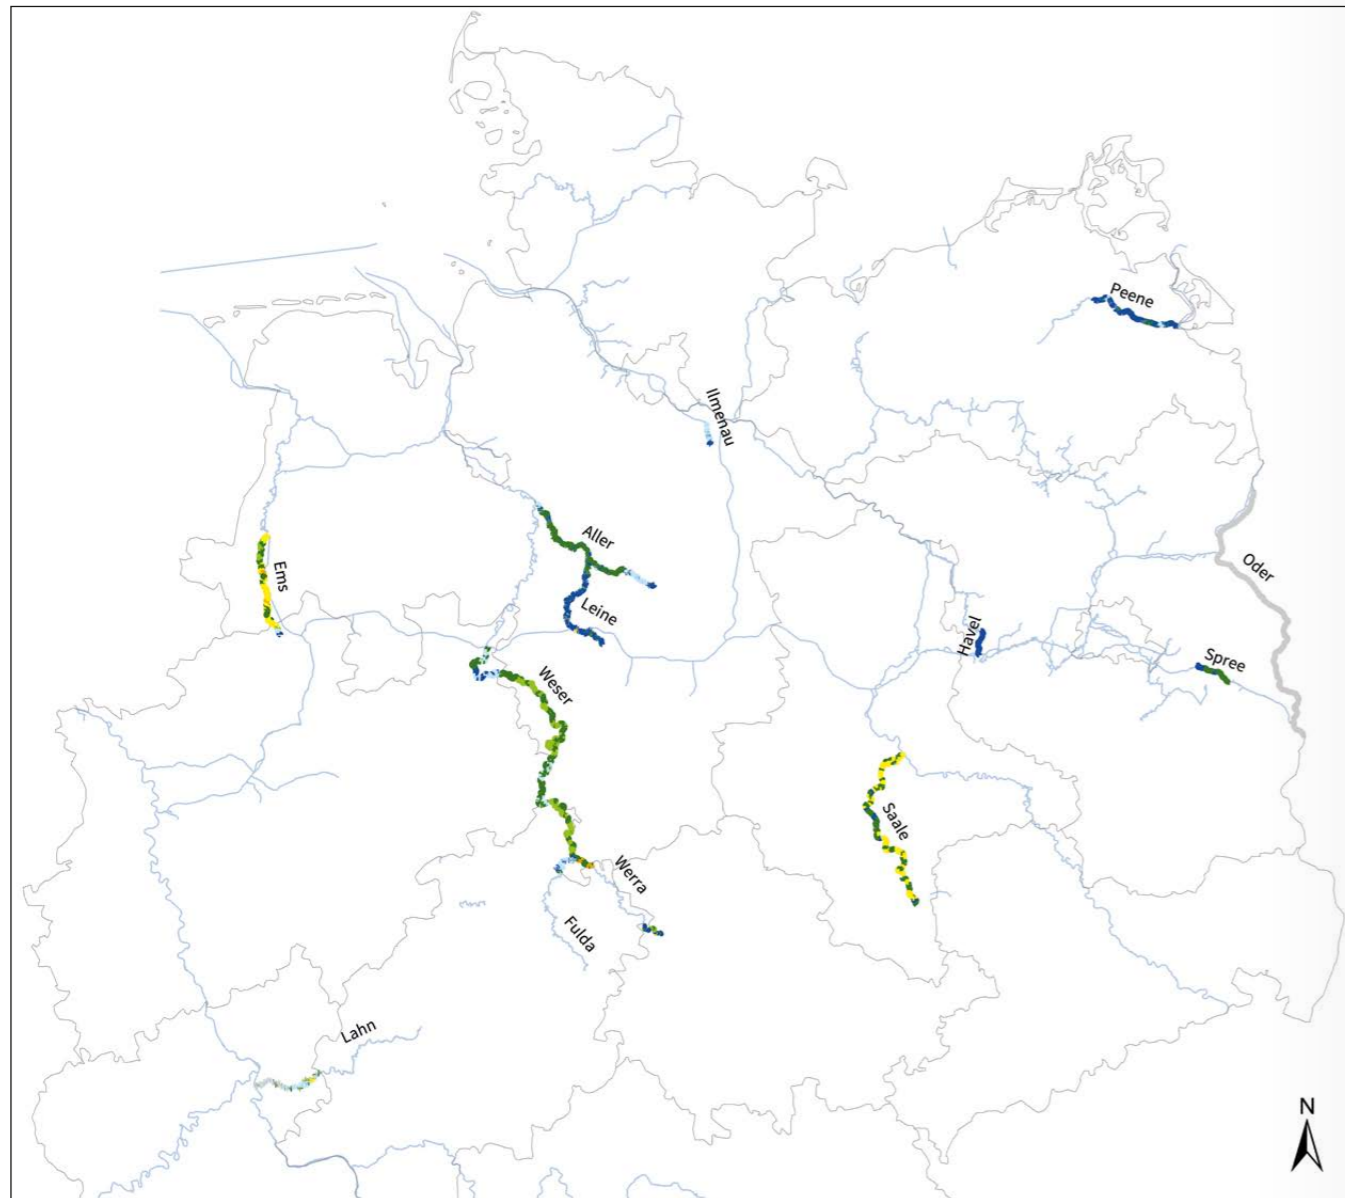 Peene
Ilmenau
Aller
Ems
Oder
Leine
Havel
Spree
Weser
Saale
Werra
Fulda
Lahn
N